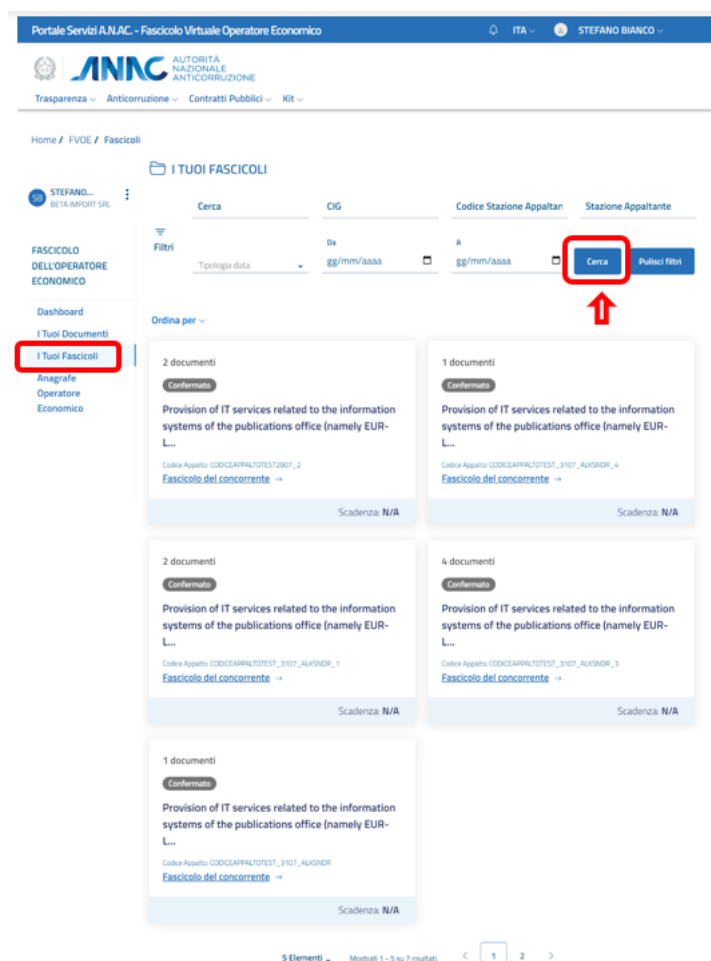 Portale Servizi A.N.AC. - Fascicolo Virtuale Operatore Economico
ITA
STEFANO BIANCO
ANAC
AUTORITÀ
NAZIONALE
ANTICORRUZIONE
Trasparenza Anticorruzione Contratti Pubblici Kit
Home / FVOE / Fascicoli
I TUOI FASCICOLI
SB
STEFANO...
BETA IMPORT SRL
Cerca CIG Codice Stazione Appaltan Stazione Appaltante
Filtri
Tipologia data
Da
gg/mm/aaaa
A
gg/mm/aaaa
Cerca
Pulisci filtri
FASCICOLO
DELL'OPERATORE
ECONOMICO
Dashboard
I Tuoi Documenti
I Tuoi Fascicoli
Anagrafe
Operatore
Economico
Ordina per
2 documenti
Confermato
Provision of IT services related to the information
systems of the publications office (namely EUR-
L...
Codice Appalto: CODICEAPPALTOTEST2907_2
Fascicolo del concorrente →
Scadenza: N/A
1 documenti
Confermato
Provision of IT services related to the information
systems of the publications office (namely EUR-
L...
Codice Appalto: CODICEAPPALTOTEST_3107_ALKSNDR_4
Fascicolo del concorrente →
Scadenza: N/A
2 documenti
Confermato
Provision of IT services related to the information
systems of the publications office (namely EUR-
L...
Codice Appalto: CODICEAPPALTOTEST_3107_ALKSNDR_1
Fascicolo del concorrente →
Scadenza: N/A
4 documenti
Confermato
Provision of IT services related to the information
systems of the publications office (namely EUR-
L...
Codice Appalto: CODICEAPPALTOTEST_3107_ALKSNDR_3
Fascicolo del concorrente →
Scadenza: N/A
1 documenti
Confermato
Provision of IT services related to the information
systems of the publications office (namely EUR-
L...
Codice Appalto: CODICEAPPALTOTEST_3107_ALKSNDR
Fascicolo del concorrente →
Scadenza: N/A
5 Elementi Mostrati 1 - 5 su 7 risultati. < 1 2 >